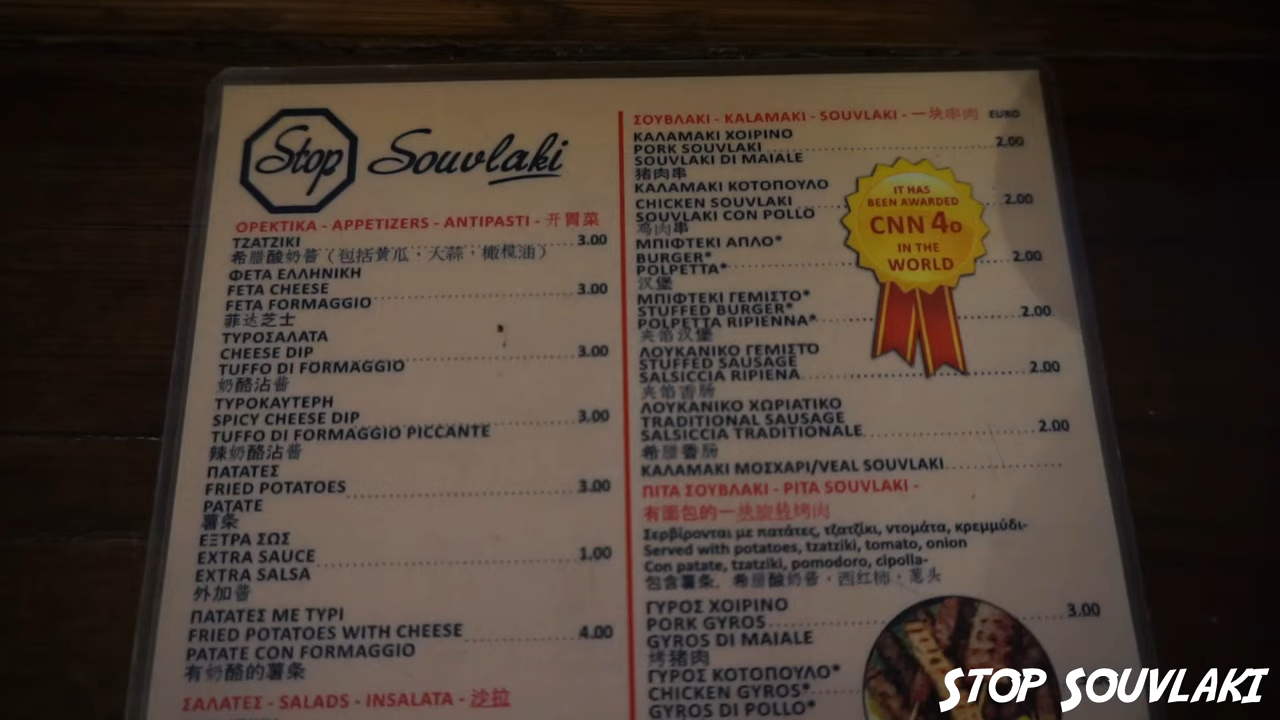 Stop Souvlaki
ΟΡΕΚΤΙΚΑ - APPETIZERS - ANTIPASTI - 开胃菜
TZATZIKI 3.00
希腊酸奶酱（包括黄瓜，大蒜，橄榄油）
ΦΕΤΑ ΕΛΛΗΝΙΚΗ
FETA CHEESE 3.00
FETA FORMAGGIO
菲达芝士
ΤΥΡΟΣΑΛΑΤΑ
CHEESE DIP 3.00
TUFFO DI FORMAGGIO
奶酪沾酱
ΤΥΡΟΚΑΥΤΕΡΗ
SPICY CHEESE DIP 3.00
TUFFO DI FORMAGGIO PICCANTE
辣奶酪沾酱
ΠΑΤΑΤΕΣ
FRIED POTATOES 3.00
PATATE
薯条
ΕΞΤΡΑ ΣΩΣ
EXTRA SAUCE 1.00
EXTRA SALSA
外加酱
ΠΑΤΑΤΕΣ ΜΕ ΤΥΡΙ
FRIED POTATOES WITH CHEESE 4.00
PATATE CON FORMAGGIO
有奶酪的薯条
ΣΑΛΑΤΕΣ - SALADS - INSALATA - 沙拉
ΣΟΥΒΛΑΚΙ - KALAMAKI - SOUVLAKI - 一块串肉 EURO
ΚΑΛΑΜΑΚΙ ΧΟΙΡΙΝΟ
PORK SOUVLAKI 2.00
SOUVLAKI DI MAIALE
猪肉串
ΚΑΛΑΜΑΚΙ ΚΟΤΟΠΟΥΛΟ
CHICKEN SOUVLAKI 2.00
SOUVLAKI CON POLLO
鸡肉串
ΜΠΙΦΤΕΚΙ ΑΠΛΟ*
BURGER*
POLPETTA* 2.00
汉堡
ΜΠΙΦΤΕΚΙ ΓΕΜΙΣΤΟ*
STUFFED BURGER*
POLPETTA RIPIENNA* 2.00
夹馅汉堡
ΛΟΥΚΑΝΙΚΟ ΓΕΜΙΣΤΟ
STUFFED SAUSAGE
SALSICCIA RIPIENA 2.00
夹馅香肠
ΛΟΥΚΑΝΙΚΟ ΧΩΡΙΑΤΙΚΟ
TRADITIONAL SAUSAGE
SALSICCIA TRADITIONALE 2.00
希腊香肠
ΚΑΛΑΜΑΚΙ ΜΟΣΧΑΡΙ/VEAL SOUVLAKI
ΠΙΤΑ ΣΟΥΒΛΑΚΙ - PITA SOUVLAKI -
有面包的一块旋转烤肉
Σερβίρονται με πατάτες, τζατζίκι, ντομάτα, κρεμμύδι-
Served with potatoes, tzatziki, tomato, onion
Con patate, tzatziki, pomodoro, cipolla-
包含薯条，希腊酸奶酱，西红柿，葱头
ΓΥΡΟΣ ΧΟΙΡΙΝΟ
PORK GYROS 3.00
GYROS DI MAIALE
烤猪肉
ΓΥΡΟΣ ΚΟΤΟΠΟΥΛΟ*
CHICKEN GYROS*
GYROS DI POLLO*
IT HAS
BEEN AWARDED
CNN 4o
IN THE
WORLD
STOP SOUVLAKI